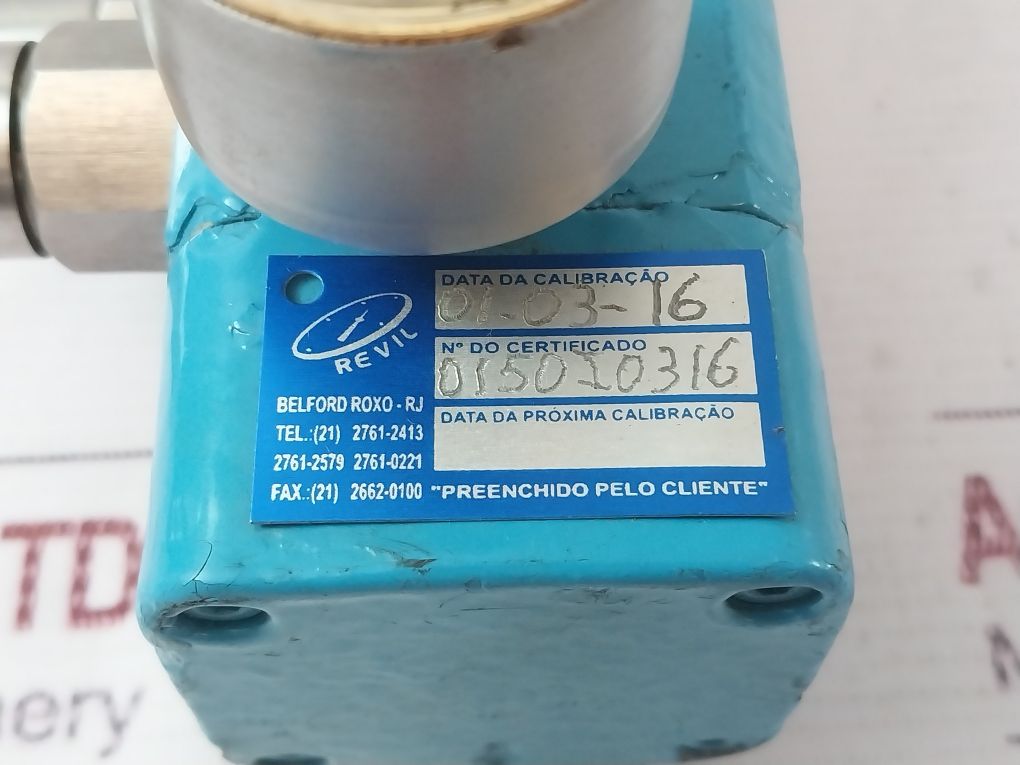 REVIL
BELFORD ROXO - RJ
TEL.:(21) 2761-2413
2761-2579 2761-0221
FAX.:(21) 2662-0100
DATA DA CALIBRAÇÃO
01-03-16
Nº DO CERTIFICADO
015010316
DATA DA PRÓXIMA CALIBRAÇÃO
"PREENCHIDO PELO CLIENTE"
TD